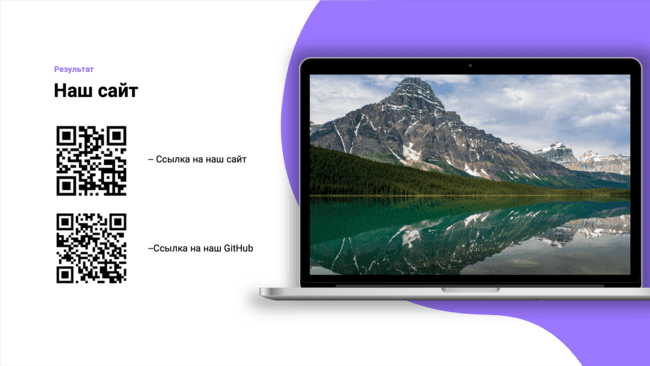 Результат
Наш сайт
– Ссылка на наш сайт
–Ссылка на наш GitHub